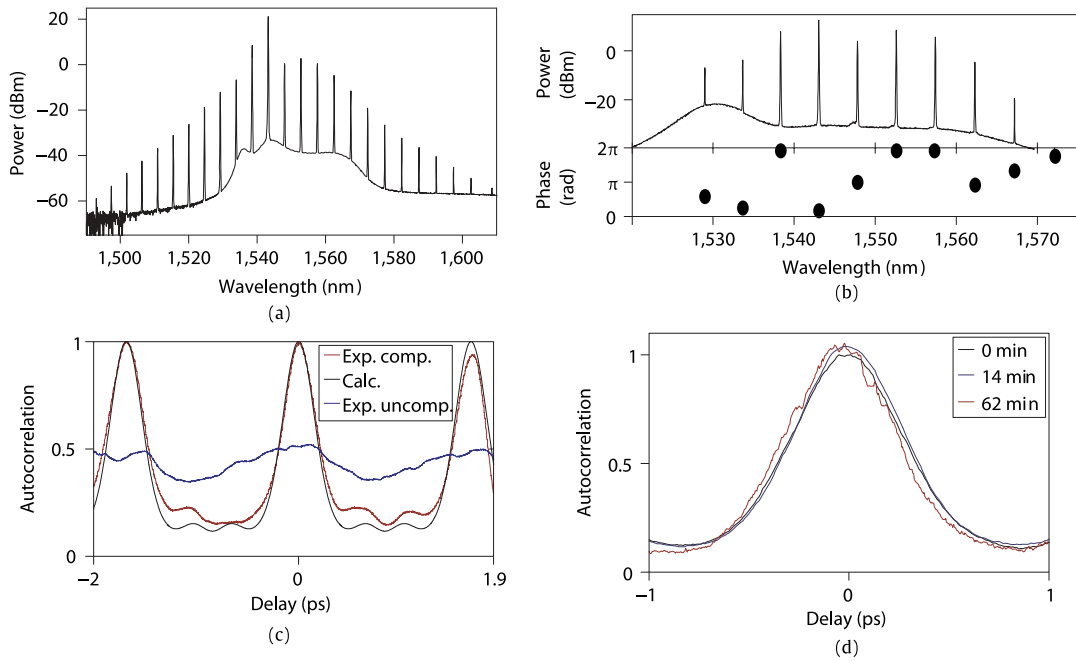 20
0
−20
−40
−60
Power (dBm)
1,500
1,520
1,540
1,560
1,580
1,600
Wavelength (nm)
(a)
0
−20
Power
(dBm)
2π
π
0
Phase
(rad)
1,530
1,540
1,550
1,560
1,570
Wavelength (nm)
(b)
1
0.5
0
Autocorrelation
Exp. comp.
Calc.
Exp. uncomp.
−2
0
1.9
Delay (ps)
(c)
1
0.5
0
Autocorrelation
0 min
14 min
62 min
−1
0
1
Delay (ps)
(d)